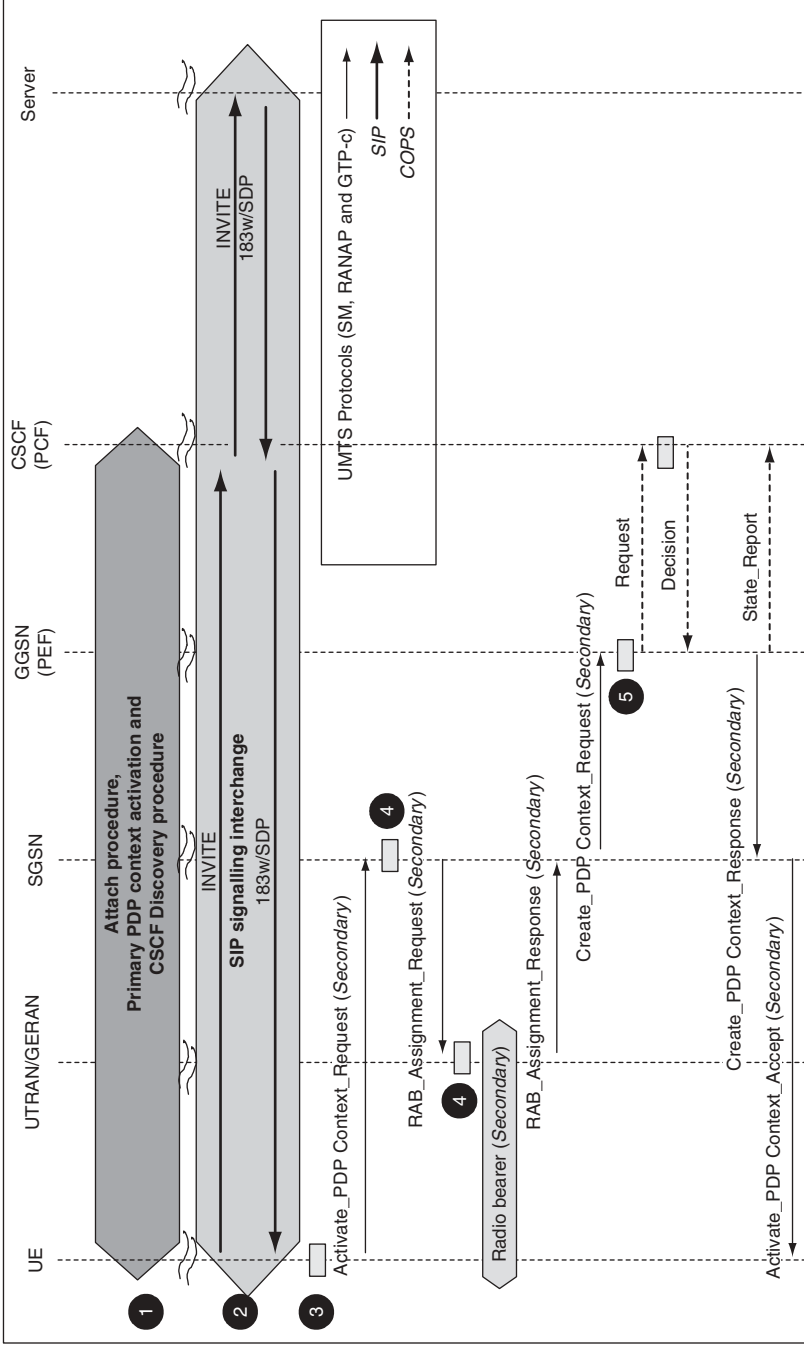 UE
UTRAN/GERAN
SGSN
GGSN
(PEF)
CSCF
(PCF)
Server
1
Attach procedure,
Primary PDP context activation and
CSCF Discovery procedure
2
INVITE
SIP signalling interchange
183w/SDP
INVITE
183w/SDP
3
UMTS Protocols (SM, RANAP and GTP-c)
SIP
COPS
Activate_PDP Context_Request (Secondary)
4
RAB_Assignment_Request (Secondary)
4
Radio bearer (Secondary)
RAB_Assignment_Response (Secondary)
Create_PDP Context_Request (Secondary)
5
Request
Decision
State_Report
Create_PDP Context_Response (Secondary)
Activate_PDP Context_Accept (Secondary)